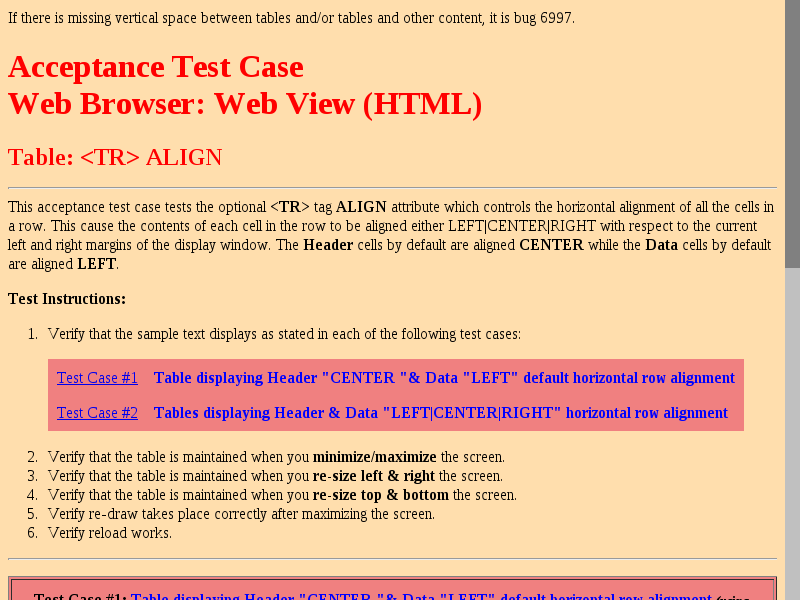 If there is missing vertical space between tables and/or tables and other content, it is bug 6997.
Acceptance Test Case
Web Browser: Web View (HTML)
Table: <TR> ALIGN
This acceptance test case tests the optional <TR> tag ALIGN attribute which controls the horizontal alignment of all the cells in
a row. This cause the contents of each cell in the row to be aligned either LEFT|CENTER|RIGHT with respect to the current
left and right margins of the display window. The Header cells by default are aligned CENTER while the Data cells by default
are aligned LEFT.
Test Instructions:
1. Verify that the sample text displays as stated in each of the following test cases:
Test Case #1 Table displaying Header "CENTER "& Data "LEFT" default horizontal row alignment
Test Case #2 Tables displaying Header & Data "LEFT|CENTER|RIGHT" horizontal row alignment
2. Verify that the table is maintained when you minimize/maximize the screen.
3. Verify that the table is maintained when you re-size left & right the screen.
4. Verify that the table is maintained when you re-size top & bottom the screen.
5. Verify re-draw takes place correctly after maximizing the screen.
6. Verify reload works.
Test Case #1: Table displaying Header "CENTER "& Data "LEFT" default horizontal row alignment (using